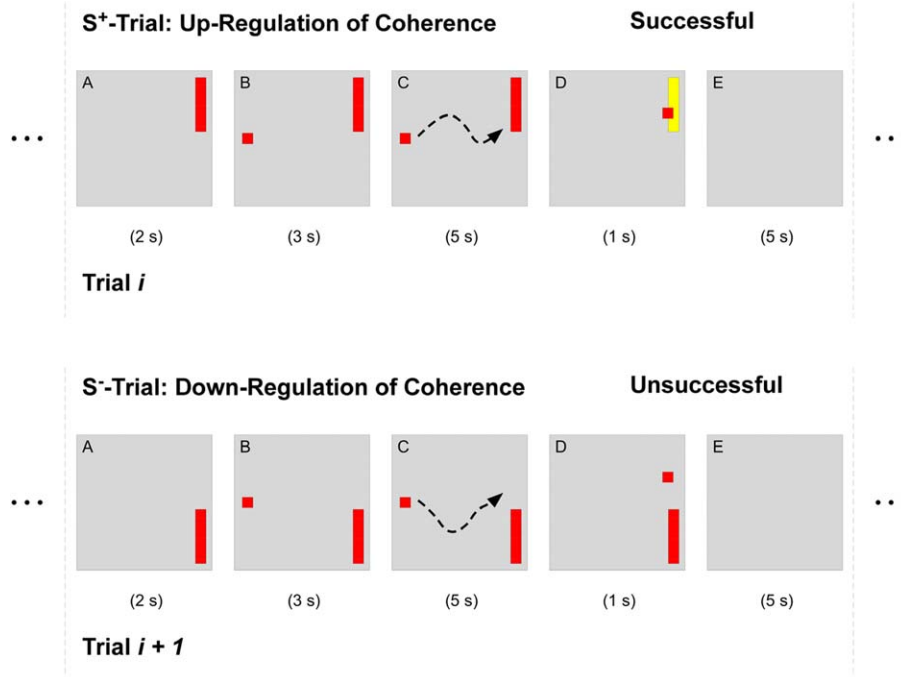 S⁺-Trial: Up-Regulation of Coherence Successful
A B C D E
... ..
(2 s) (3 s) (5 s) (1 s) (5 s)
Trial i
S⁻-Trial: Down-Regulation of Coherence Unsuccessful
A B C D E
... ..
(2 s) (3 s) (5 s) (1 s) (5 s)
Trial i + 1